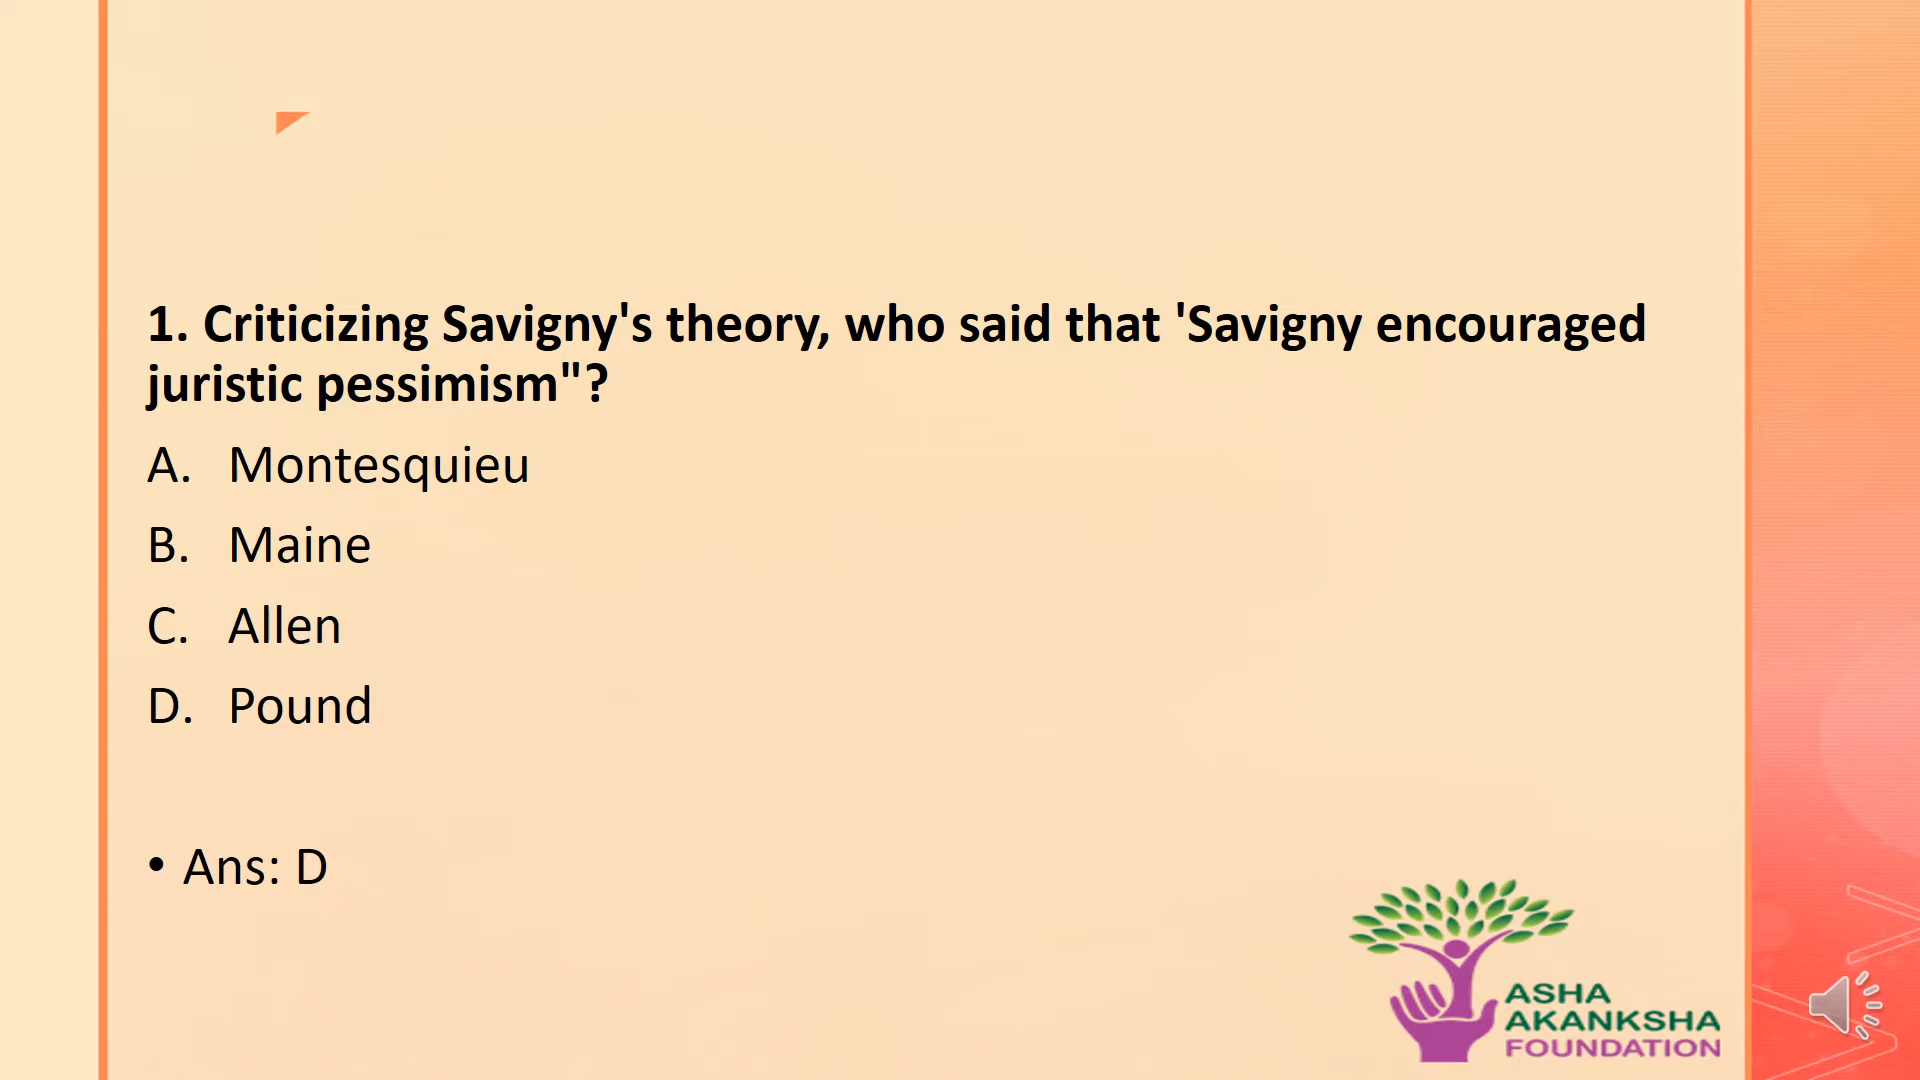 1. Criticizing Savigny's theory, who said that 'Savigny encouraged
juristic pessimism"?
A. Montesquieu
B. Maine
C. Allen
D. Pound
• Ans: D
ASHA
AKANKSHA
FOUNDATION